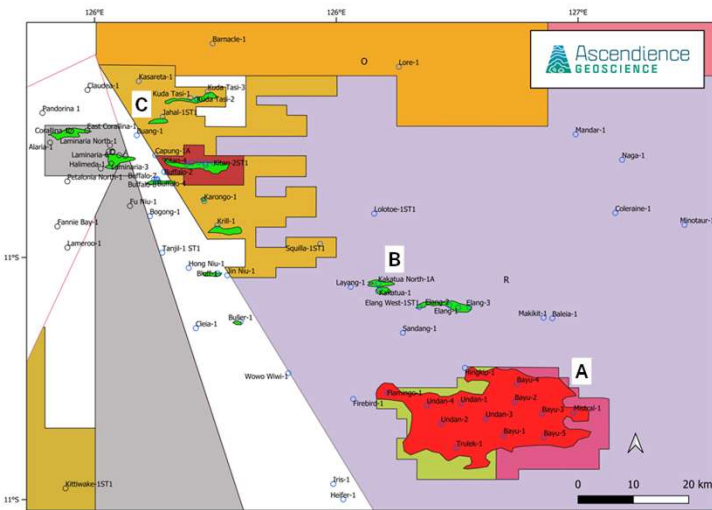 126°E
126°E
127°E
Barnacle-1
O
Lore-1
Ascendience
GEOSCIENCE
Kasareta-1
Claudea-1
Kuda Tasi-3
Kuda Tasi-1
Kuda Tasi-2
C
Pandorina 1
Jahal-1ST1
East Corallina-1
Mandar-1
Buang-1
Alaria-1
Laminaria North-1
Capung-1A
Naga-1
Kitan-2ST1
Halimeda-1
Laminaria-3
Buffalo-2
Petalonia North-1
Buffalo-4
Karongo-1
Fu Niu-1
Lolotoe-1ST1
Coleraine-1
Bogong-1
Minotaur-1
Fannie Bay-1
Krill-1
Lameroo-1
Squilla-1ST1
Tanjil-1 ST1
11°S
B
Hong Niu-1
Bluff-1
Jin Niu-1
Kakatua North-1A
Layang-1
Kakatua-1
R
Elang West-1ST1
Elang-2
Elang-3
Elang-1
Makikit-1
Baleia-1
Buller-1
Cleia-1
Sandang-1
A
Wowo Wiwi-1
Hingkip-1
Bayu-4
Flamingo-1
Firebird-1
Undan-4
Undan-1
Bayu-2
Mistral-1
Bayu-3
Undan-2
Undan-3
Bayu-1
Bayu-5
Trulek-1
Kittiwake-1ST1
Iris-1
Heifer-1
11°S
0 10 20 km